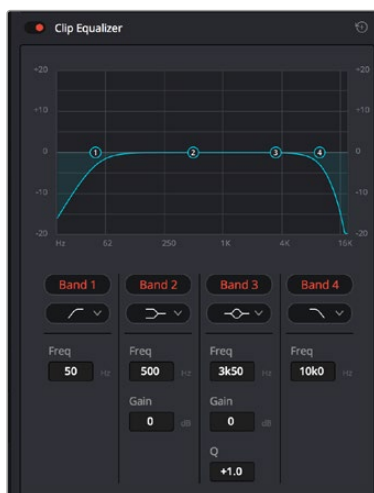 Clip Equalizer
+20 +20
+10 +10
0 0
-10 -10
-20 -20
Hz 62 250 1K 4K 16K
1 2 3 4
Band 1 Band 2 Band 3 Band 4
Freq Freq Freq Freq
50 Hz 500 Hz 3k50 Hz 10k0 Hz
Gain Gain
0 dB 0 dB
Q
+1.0